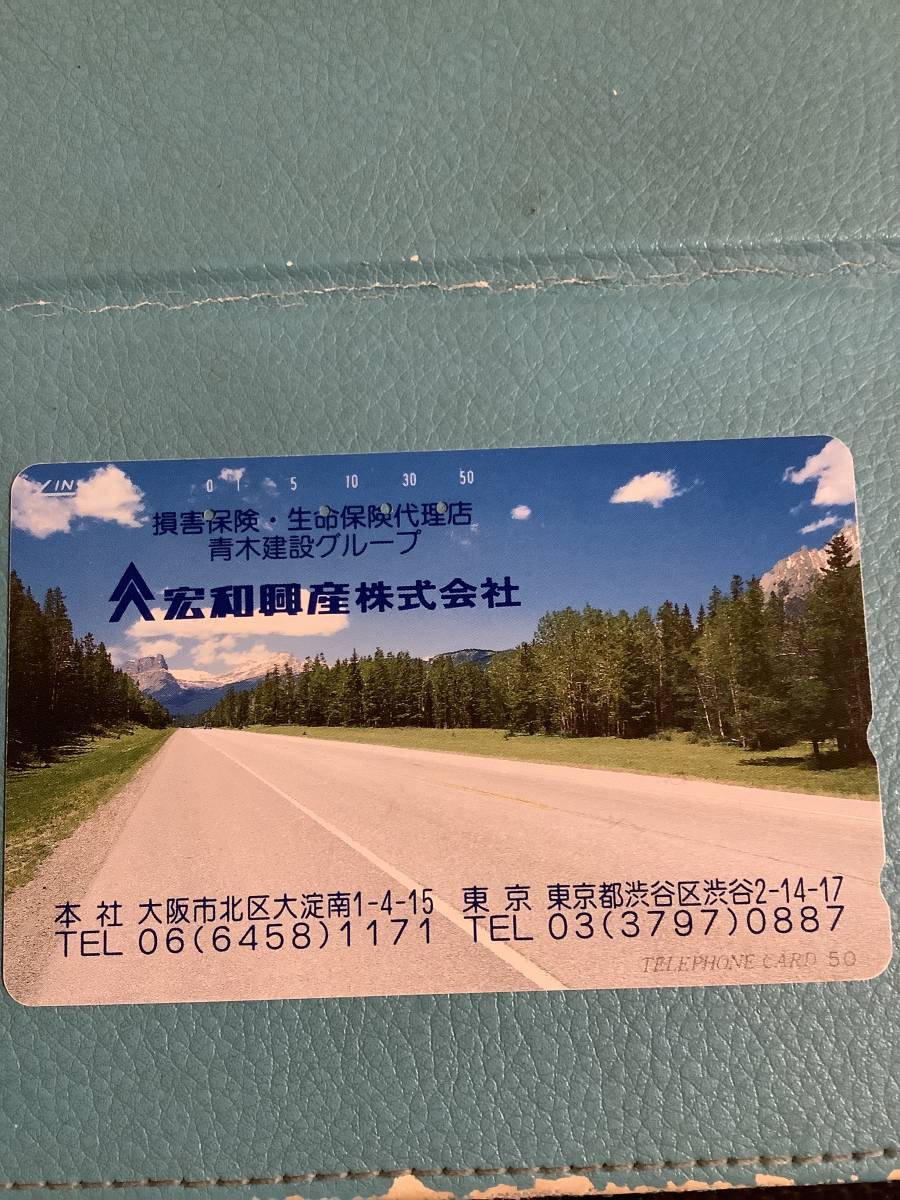 0 1 5 10 30 50
損害保険・生命保険代理店
青木建設グループ
宏和興産株式会社
本社 大阪市北区大淀南1-4-15 東京 東京都渋谷区渋谷2-14-17
TEL 06(6458)1171 TEL 03(3797)0887
TELEPHONE CARD 50